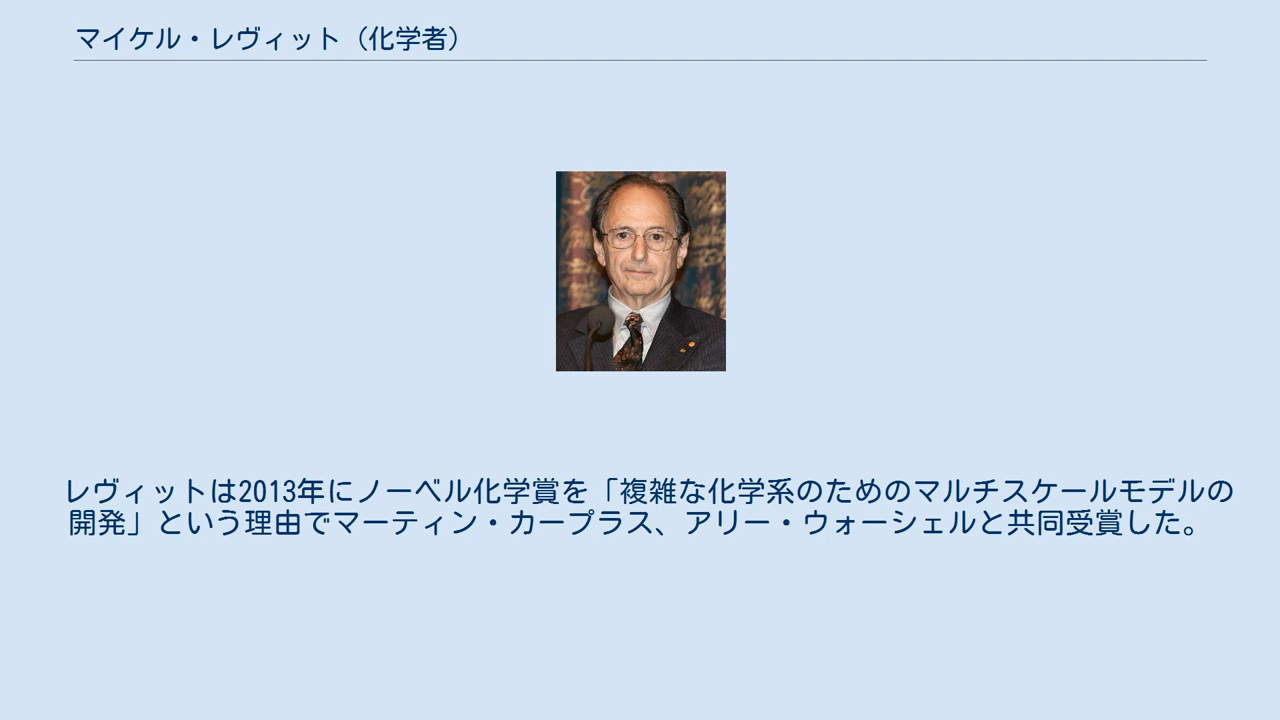 マイケル・レヴィット（化学者）
レヴィットは2013年にノーベル化学賞を「複雑な化学系のためのマルチスケールモデルの
開発」という理由でマーティン・カープラス、アリー・ウォーシェルと共同受賞した。